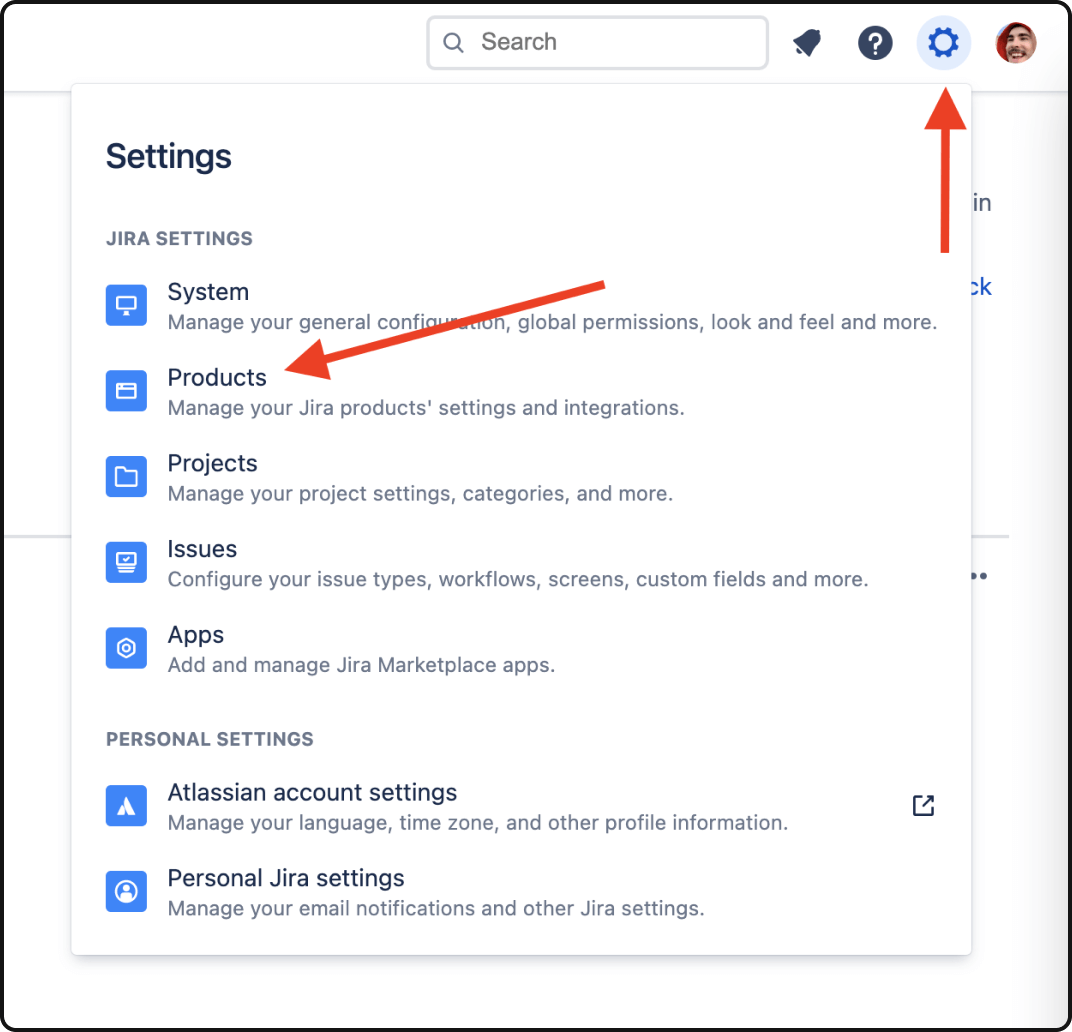 Search
?
Settings
in
JIRA SETTINGS
ck
System
Manage your general configuration, global permissions, look and feel and more.
Products
Manage your Jira products' settings and integrations.
Projects
Manage your project settings, categories, and more.
Issues
Configure your issue types, workflows, screens, custom fields and more.
Apps
Add and manage Jira Marketplace apps.
PERSONAL SETTINGS
Atlassian account settings
Manage your language, time zone, and other profile information.
Personal Jira settings
Manage your email notifications and other Jira settings.